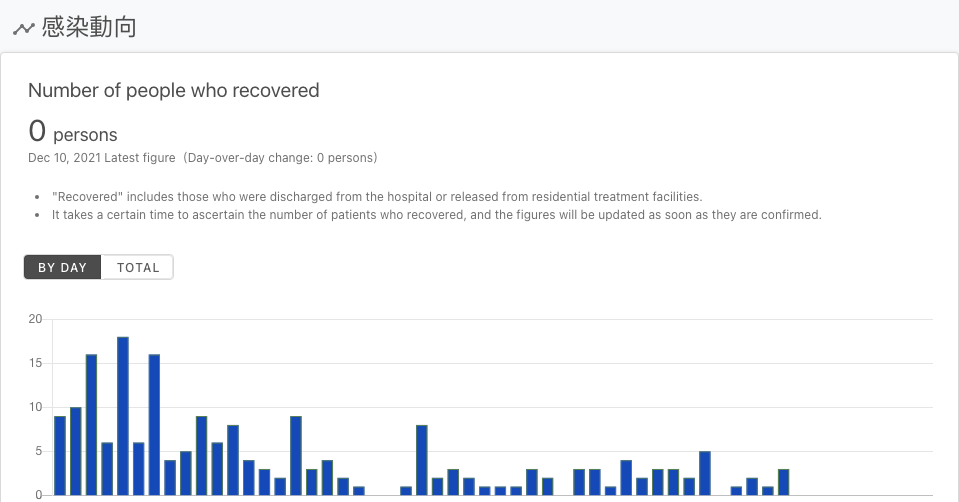 感染動向
Number of people who recovered
0 persons
Dec 10, 2021 Latest figure (Day-over-day change: 0 persons)
"Recovered" includes those who were discharged from the hospital or released from residential treatment facilities.
It takes a certain time to ascertain the number of patients who recovered, and the figures will be updated as soon as they are confirmed.
BY DAY TOTAL
20
15
10
5
0